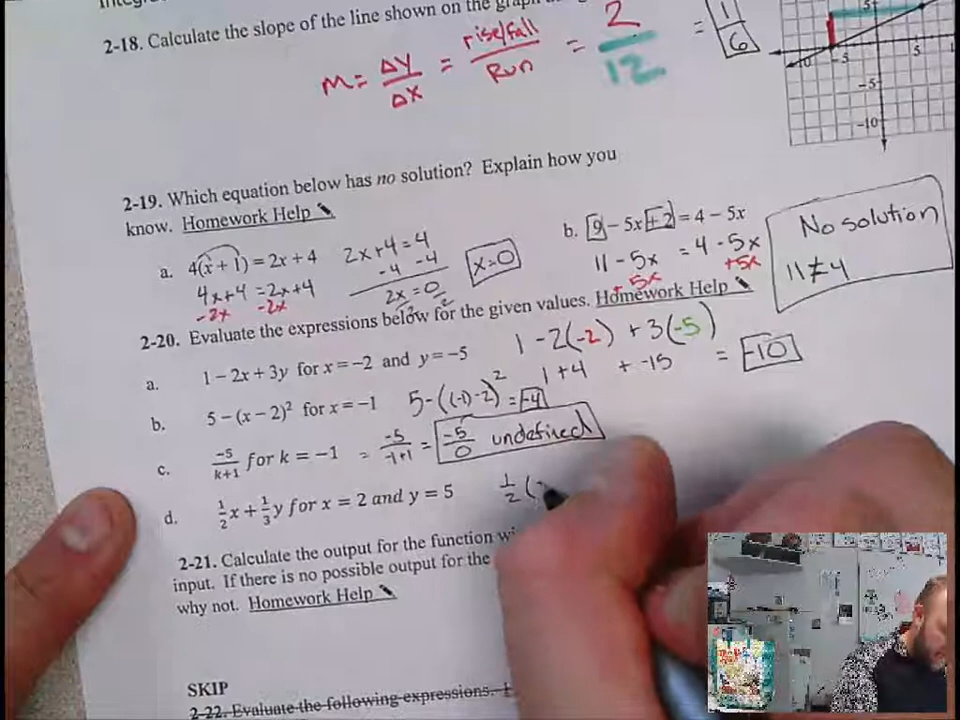 2-18. Calculate the slope of the line shown on the
m = Δy/Δx = rise/fall / Run = 2/12 = 1/6
5
-10 -5 5
-5
-10
2-19. Which equation below has no solution? Explain how you
know. Homework Help ✎
a. 4(x + 1) = 2x + 4
4x+4 = 2x+4
-2x -2x
2x+4 = 4
-4 -4
2x = 0
2 2
x=0
b. 9 – 5x + 2 = 4 – 5x
11 - 5x = 4 - 5x
+5x +5x
No solution
11 ≠ 4
2-20. Evaluate the expressions below for the given values. Homework Help ✎
a. 1 – 2x + 3y for x = –2 and y = –5
1 - 2(-2) + 3(-5)
1 + 4 + -15 = -10
b. 5 – (x – 2)² for x = –1 5-((-1)-2)² = -4
c. -5/k+1 for k = –1 = -5/-1+1 = -5/0 undefined
d. 1/2x + 1/3y for x = 2 and y = 5 1/2(
2-21. Calculate the output for the function
input. If there is no possible output for the
why not. Homework Help ✎
SKIP
2-22. Evaluate the following expressions.